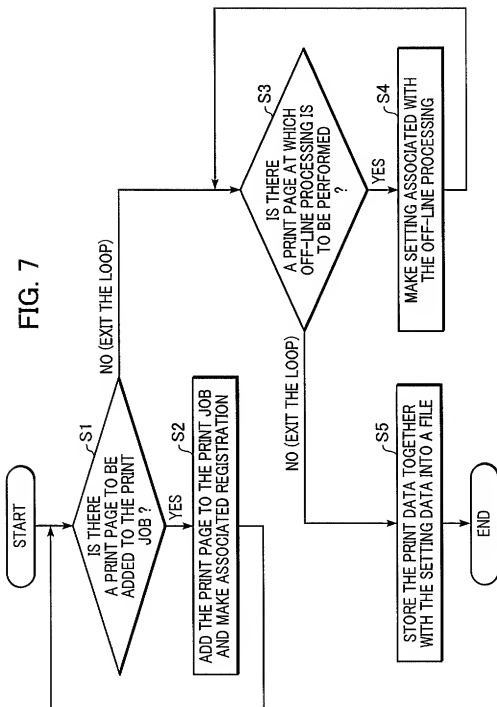 FIG. 7
START
S1
IS THERE
A PRINT PAGE TO BE
ADDED TO THE PRINT
JOB ?
NO (EXIT THE LOOP)
YES
S2
ADD THE PRINT PAGE TO THE PRINT JOB
AND MAKE ASSOCIATED REGISTRATION
S3
IS THERE
A PRINT PAGE AT WHICH
OFF-LINE PROCESSING IS
TO BE PERFORMED
?
NO (EXIT THE LOOP)
YES
S4
MAKE SETTING ASSOCIATED WITH
THE OFF-LINE PROCESSING
S5
STORE THE PRINT DATA TOGETHER
WITH THE SETTING DATA INTO A FILE
END